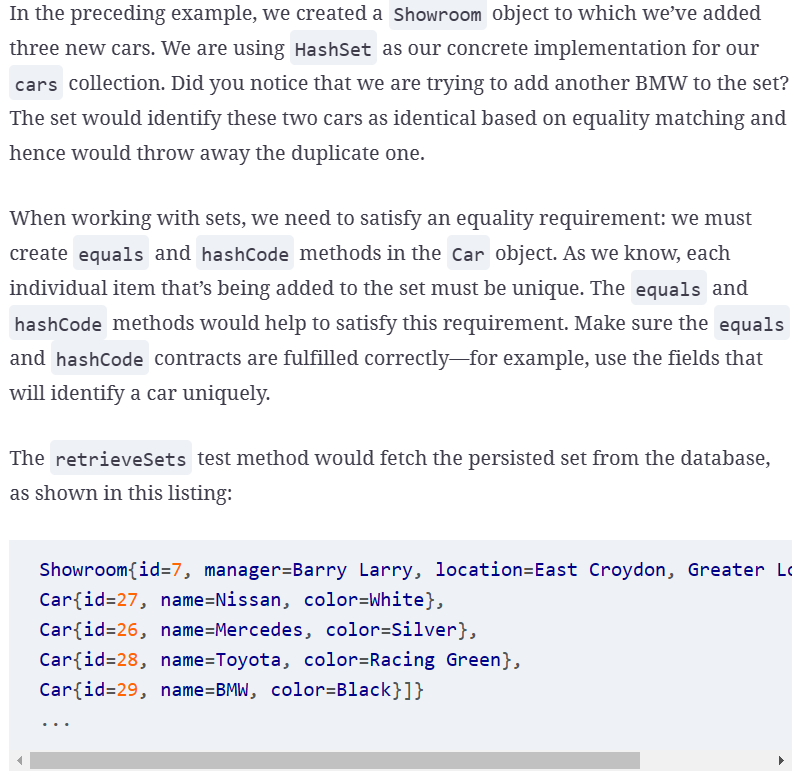 In the preceding example, we created a Showroom object to which we’ve added
three new cars. We are using HashSet as our concrete implementation for our
cars collection. Did you notice that we are trying to add another BMW to the set?
The set would identify these two cars as identical based on equality matching and
hence would throw away the duplicate one.
When working with sets, we need to satisfy an equality requirement: we must
create equals and hashCode methods in the Car object. As we know, each
individual item that’s being added to the set must be unique. The equals and
hashCode methods would help to satisfy this requirement. Make sure the equals
and hashCode contracts are fulfilled correctly—for example, use the fields that
will identify a car uniquely.
The retrieveSets test method would fetch the persisted set from the database,
as shown in this listing:
Showroom{id=7, manager=Barry Larry, location=East Croydon, Greater
Car{id=27, name=Nissan, color=White},
Car{id=26, name=Mercedes, color=Silver},
Car{id=28, name=Toyota, color=Racing Green},
Car{id=29, name=BMW, color=Black}]}
...